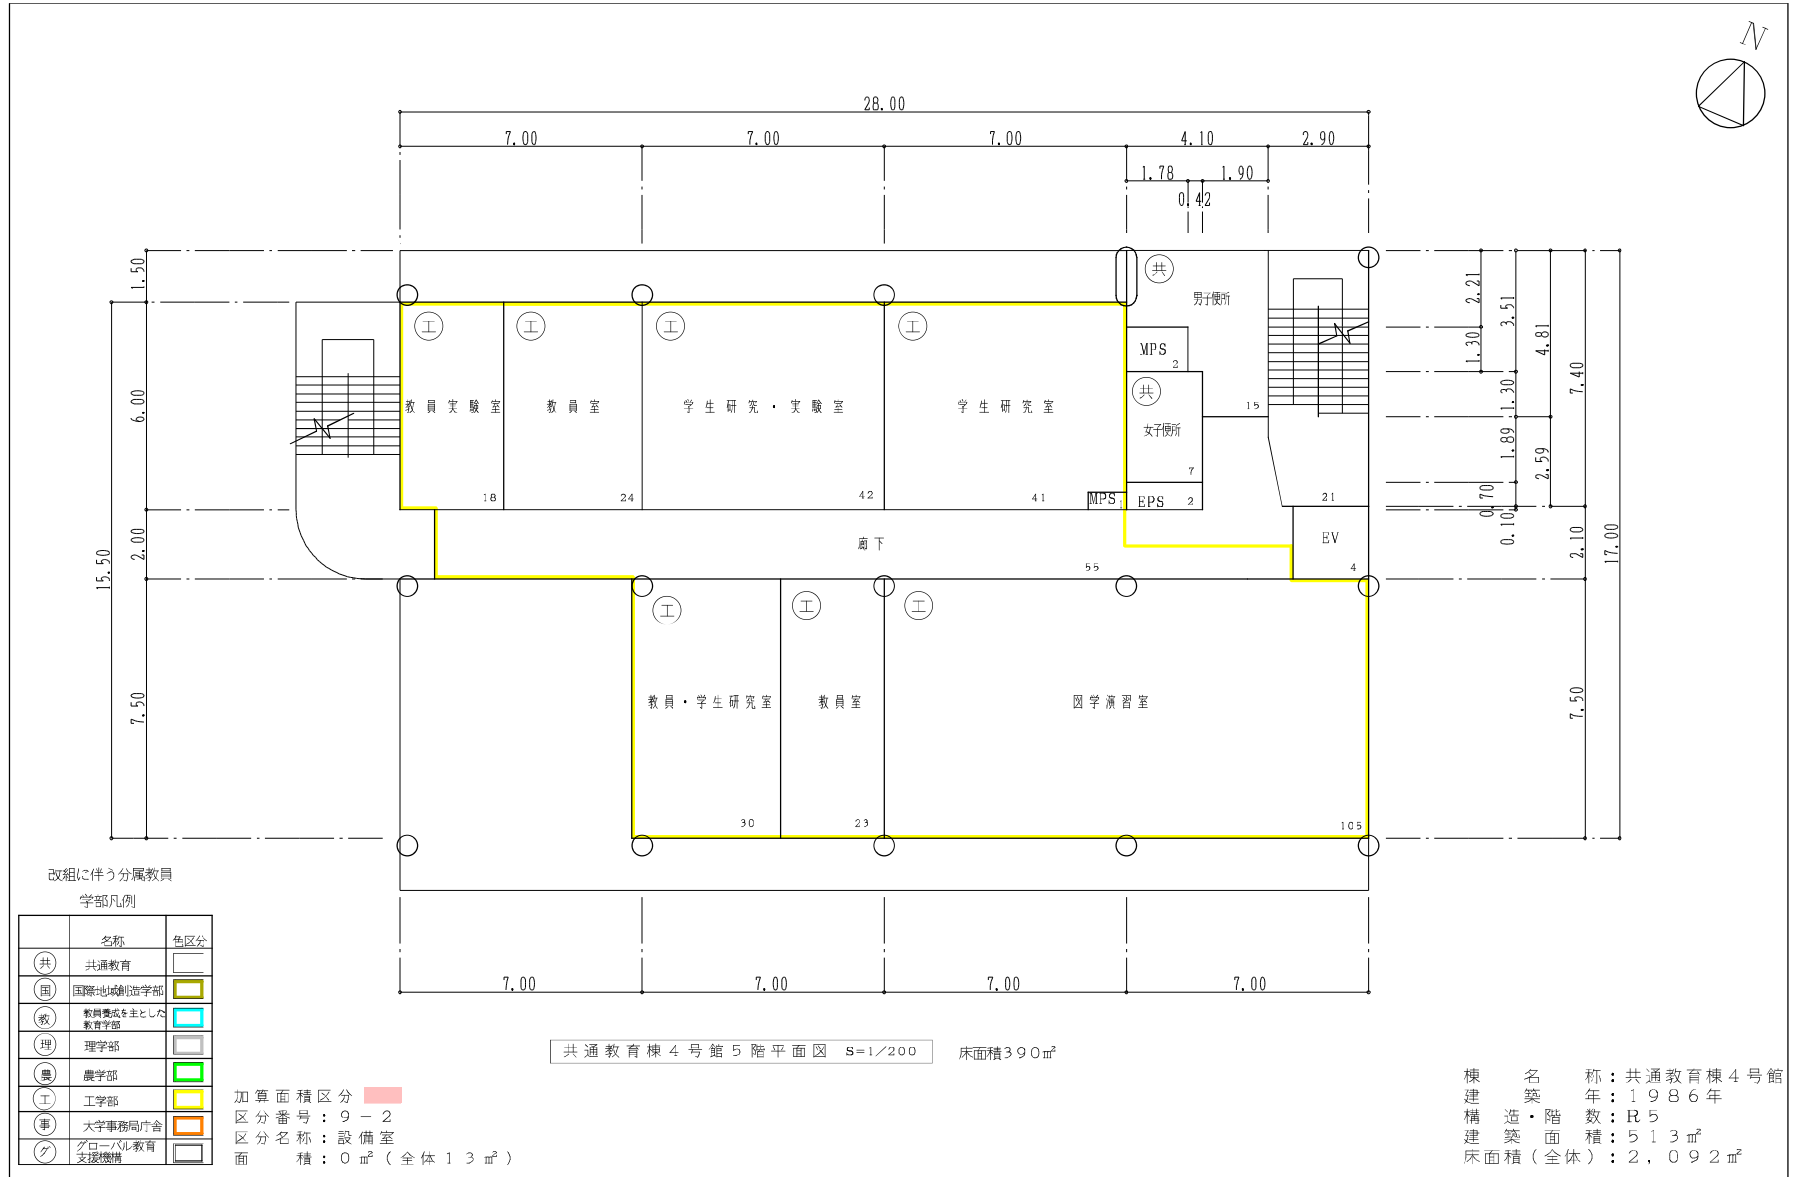 N
28.00
7.00 7.00 7.00 4.10 2.90
1.78 1.90
0.42
1.50
6.00
2.00
15.50
7.50
2.21
3.51
1.30
4.81
1.30
7.40
1.89
2.59
0.70
0.10
2.10
17.00
7.50
共
男子便所
工 工 工 工
MPS
2
共
教員実験室 教員室 学生研究・実験室 学生研究室
15
女子便所
7
18 24 42 41 MPS EPS 2 21
廊下
EV
55 4
工 工 工
教員・学生研究室 教員室 図学演習室
30 23 105
7.00 7.00 7.00 7.00
共通教育棟4号館5階平面図 S=1/200 床面積390㎡
改組に伴う分属教員
学部凡例
名称 色区分
共 共通教育
国 国際地域創造学部
教 教員養成を主とした
教育学部
理 理学部
農 農学部
工 工学部
事 大学事務局庁舎
グ グローバル教育
支援機構
加算面積区分
区分番号：9－2
区分名称：設備室
面　積：0㎡（全体13㎡）
棟名称：共通教育棟4号館
建築年：1986年
構造・階数：R5
建築面積：513㎡
床面積（全体）：2,092㎡